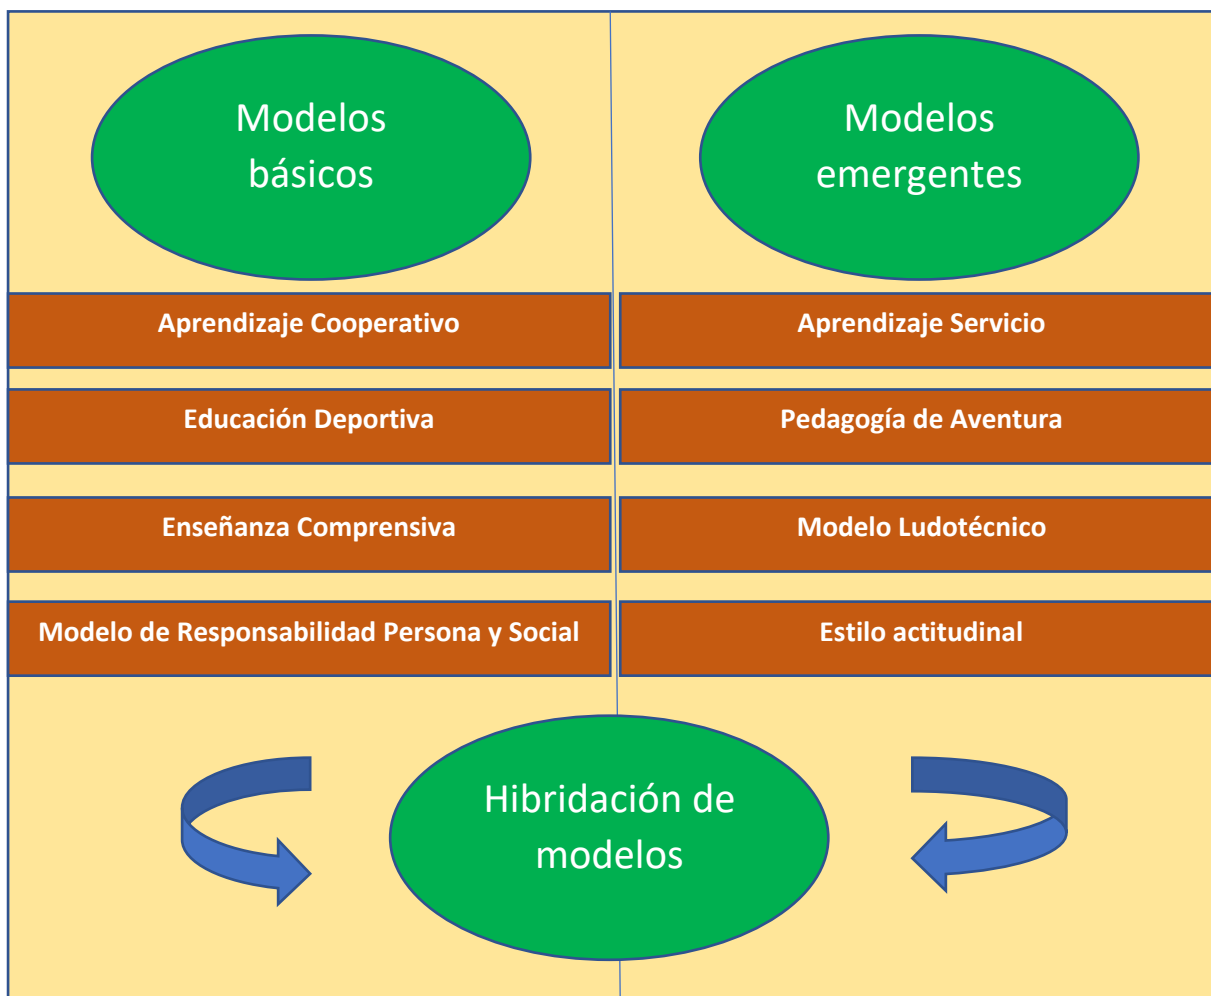 Modelos
básicos
Modelos
emergentes
Aprendizaje Cooperativo
Aprendizaje Servicio
Educación Deportiva
Pedagogía de Aventura
Enseñanza Comprensiva
Modelo Ludotécnico
Modelo de Responsabilidad Persona y Social
Estilo actitudinal
Hibridación de
modelos